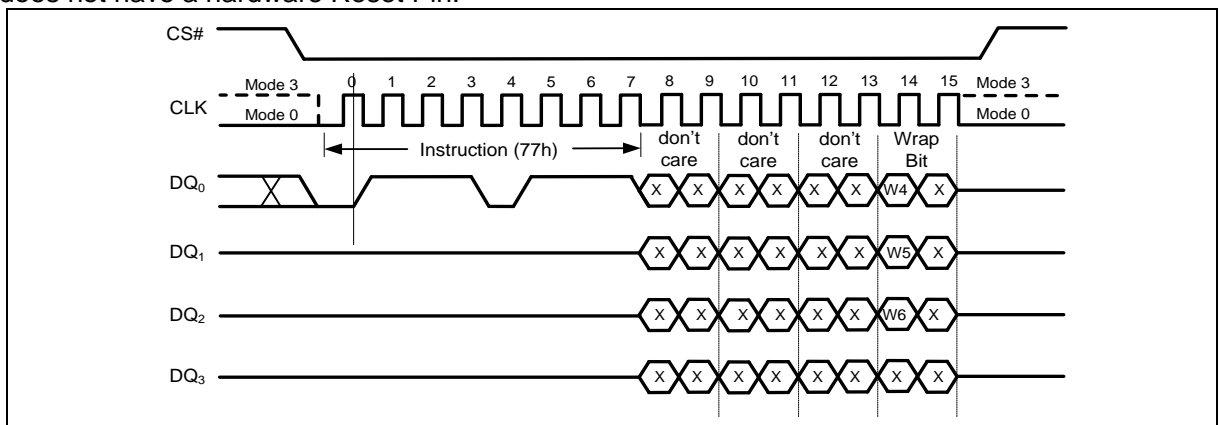 does not have a hardware Reset Pin.
CS#
Mode 3 0 1 2 3 4 5 6 7 8 9 10 11 12 13 14 15 Mode 3
CLK
Mode 0 Mode 0
Instruction (77h) don't care don't care don't care Wrap Bit
DQ0 X X X X X X W4 X
DQ1 X X X X X X W5 X
DQ2 X X X X X X W6 X
DQ3 X X X X X X X X